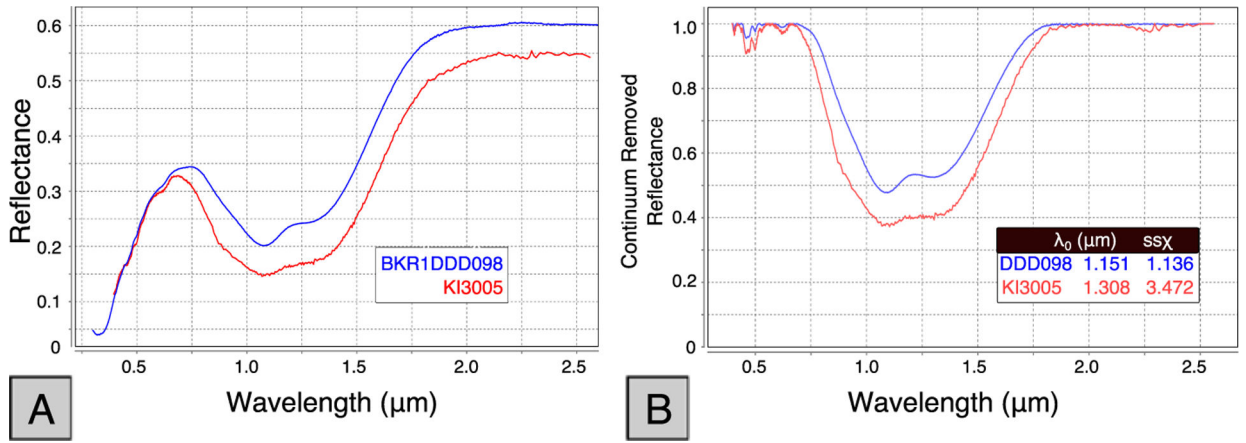 0.6
0.5
0.4
0.3
0.2
0.1
0
Reflectance
BKR1DDD098
KI3005
0.5 1.0 1.5 2.0 2.5
Wavelength (μm)
A
1.0
0.8
0.6
0.4
0.2
0
Continuum Removed
Reflectance
λ₀ (μm) ssχ
DDD098 1.151 1.136
KI3005 1.308 3.472
0.5 1.0 1.5 2.0 2.5
Wavelength (μm)
B